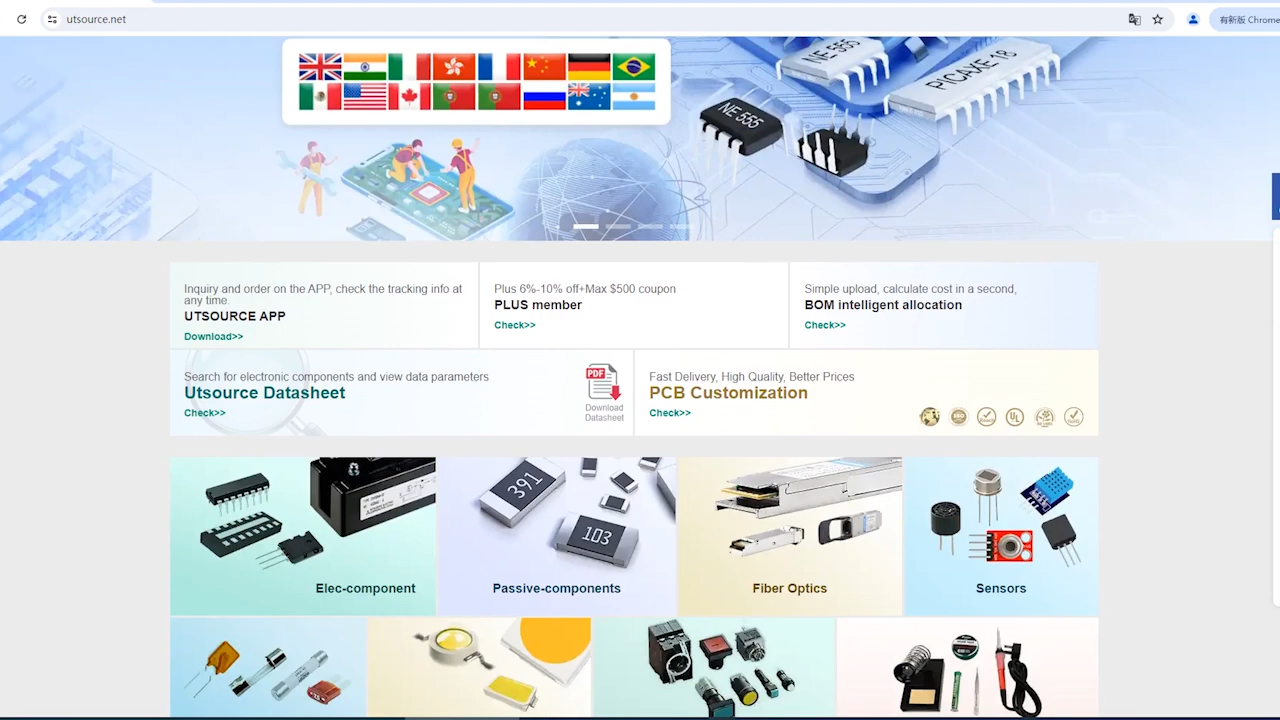 utsource.net
有新版 Chrome
NE 555
PICAXE-18
NE 555
Inquiry and order on the APP, check the tracking info at
any time.
UTSOURCE APP
Download>>
Plus 6%-10% off+Max $500 coupon
PLUS member
Check>>
Simple upload, calculate cost in a second,
BOM intelligent allocation
Check>>
Search for electronic components and view data parameters
Utsource Datasheet
Check>>
PDF
Download
Datasheet
Fast Delivery, High Quality, Better Prices
PCB Customization
Check>>
391
103
Elec-component
Passive-components
Fiber Optics
Sensors